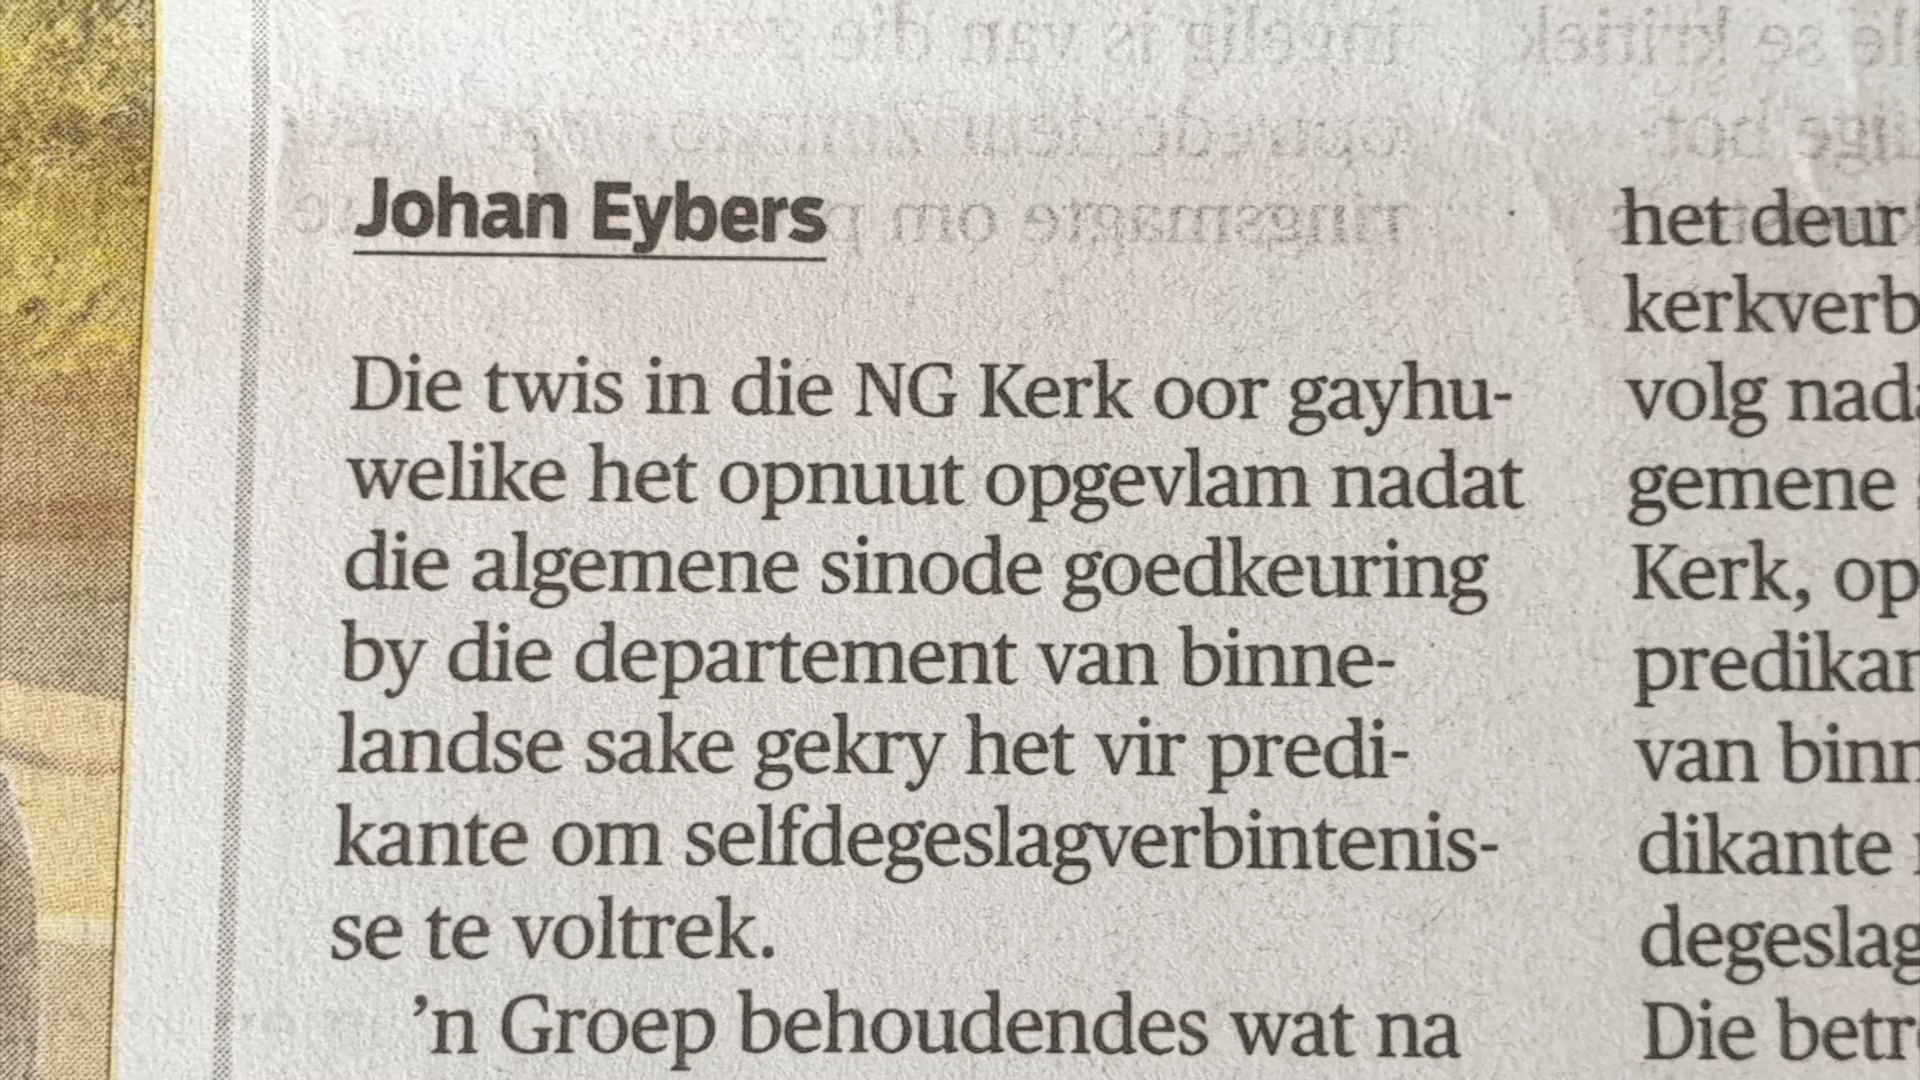 Johan Eybers
Die twis in die NG Kerk oor gayhu-
welike het opnuut opgevlam nadat
die algemene sinode goedkeuring
by die departement van binne-
landse sake gekry het vir predi-
kante om selfdegeslagverbintenis-
se te voltrek.
’n Groep behoudendes wat na
het deur
kerkverb
volg nada
gemene
Kerk, op
predikan
van binn
dikante
degeslag
Die betr